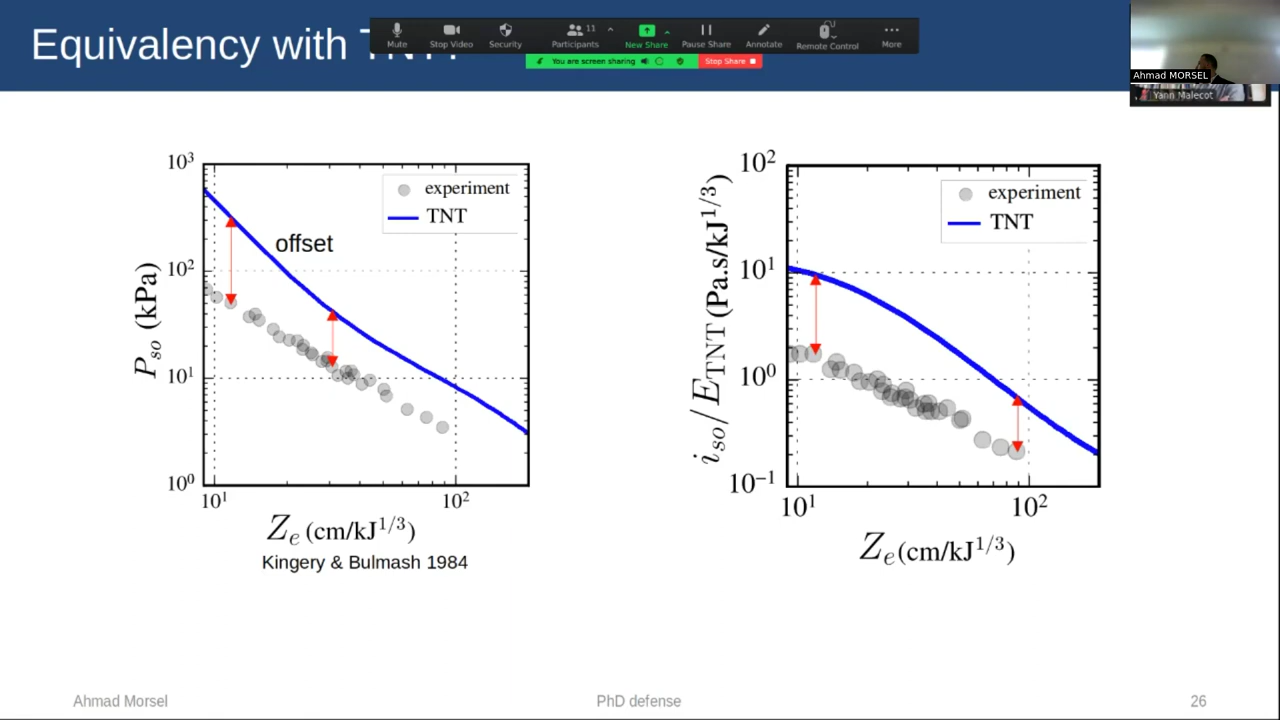 Equivalency with TNT:
Mute
Stop Video
Security
Participants
11
New Share
Pause Share
Annotate
Remote Control
More
You are screen sharing
Stop Share
Ahmad MORSEL
Yann Malecot
10³
10²
10¹
10⁰
P_so (kPa)
experiment
TNT
offset
10¹
10²
Z_e (cm/kJ^1/3)
Kingery & Bulmash 1984
10²
10¹
10⁰
10⁻¹
i_so/E_TNT (Pa.s/kJ^1/3)
experiment
TNT
10¹
10²
Z_e(cm/kJ^1/3)
Ahmad Morsel
PhD defense
26